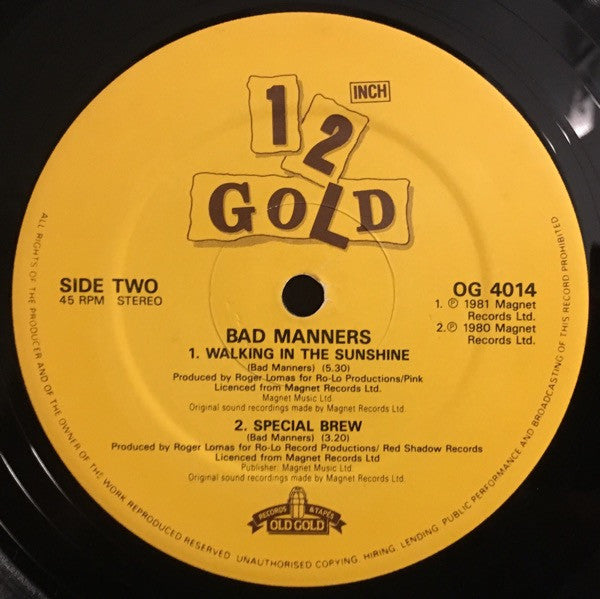 12 INCH
GOLD
SIDE TWO
45 RPM STEREO
OG 4014
1. ℗ 1981 Magnet
Records Ltd.
2.℗ 1980 Magnet
Records Ltd.
BAD MANNERS
1. WALKING IN THE SUNSHINE
(Bad Manners) (5.30)
Produced by Roger Lomas for Ro-Lo Productions/Pink
Licenced from Magnet Records Ltd.
Magnet Music Ltd
Original sound recordings made by Magnet Records Ltd.
2. SPECIAL BREW
(Bad Manners) (3.20)
Produced by Roger Lomas for Ro-Lo Record Productions/ Red Shadow Records
Licenced from Magnet Records Ltd
Publisher: Magnet Music Ltd.
Original sound recordings made by Magnet Records Ltd.
RECORDS & TAPES
OLD GOLD
ALL RIGHTS OF THE PRODUCER AND OF THE OWNER OF THE WORK REPRODUCED RESERVED. UNAUTHORISED COPYING, HIRING, LENDING, PUBLIC PERFORMANCE AND BROADCASTING OF THIS RECORD PROHIBITED